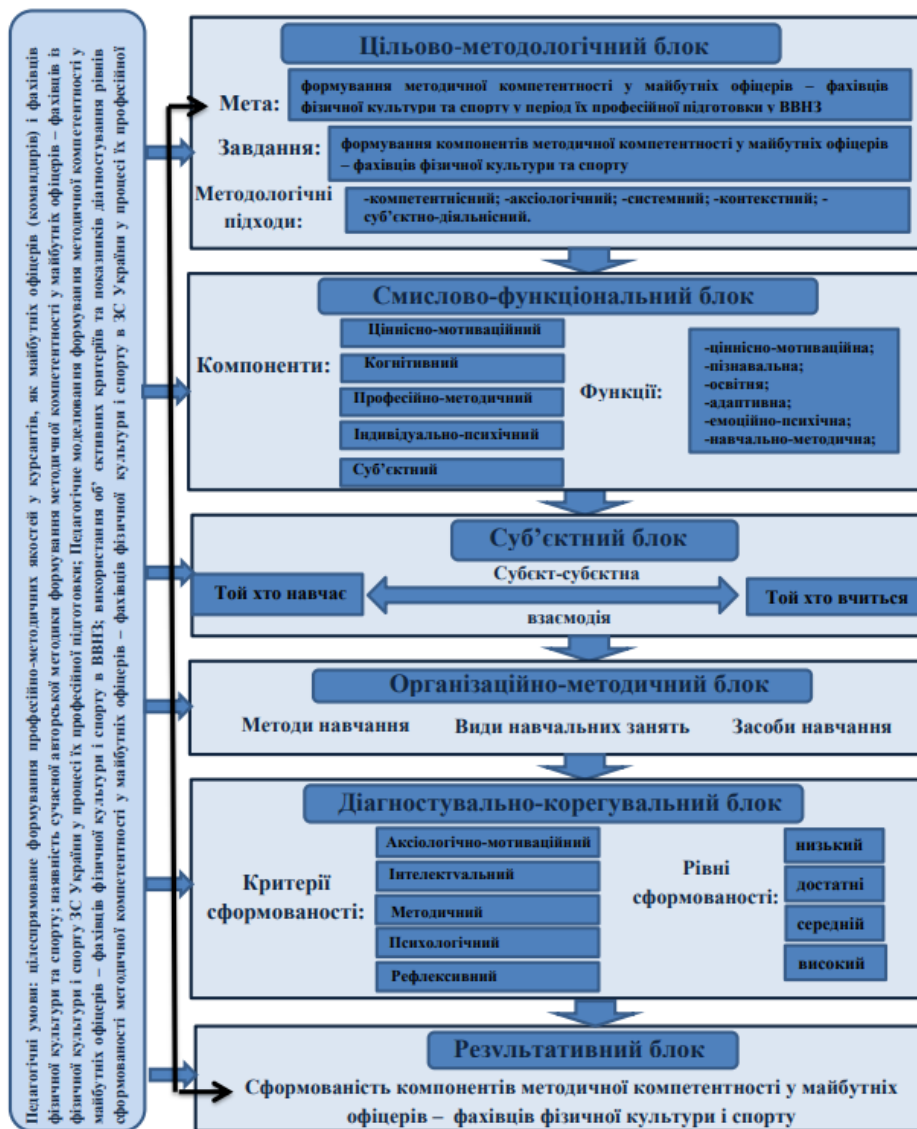 Педагогічні умови: цілеспрямоване формування професійно-методичних якостей у курсантів, як майбутніх офіцерів (командирів) і фахівців
фізичної культури та спорту; наявність сучасної авторської методики формування методичної компетентності у майбутніх офіцерів – фахівців із
фізичної культури і спорту ЗС України у процесі їх професійної підготовки; Педагогічне моделювання формування методичної компетентності у
майбутніх офіцерів – фахівців фізичної культури і спорту в ВВНЗ; використання об’ єктивних критеріїв та показників діагностування рівнів
сформованості методичної компетентності у майбутніх офіцерів – фахівців фізичної культури і спорту в ЗС України у процесі їх професійної
Цільово-методологічний блок
Мета:
формування методичної компетентності у майбутніх офіцерів – фахівців
фізичної культури та спорту у період їх професійної підготовки у ВВНЗ
Завдання:
формування компонентів методичної компетентності у майбутніх офіцерів
– фахівців фізичної культури та спорту
Методологічні
підходи:
-компетентнісний; -аксіологічний; -системний; -контекстний; -
суб’єктно-діяльнісний.
Смислово-функціональний блок
Компоненти:
Ціннісно-мотиваційний
Когнітивний
Професійно-методичний
Індивідуально-психічний
Суб’єктний
Функції:
-ціннісно-мотиваційна;
-пізнавальна;
-освітня;
-адаптивна;
-емоційно-психічна;
-навчально-методична;
Суб’єктний блок
Той хто навчає
Субєкт-субєктна
взаємодія
Той хто вчиться
Організаційно-методичний блок
Методи навчання Види навчальних занять Засоби навчання
Діагностувально-корегувальний блок
Критерії
сформованості:
Аксіологічно-мотиваційний
Інтелектуальний
Методичний
Психологічний
Рефлексивний
Рівні
сформованості:
низький
достатні
середній
високий
Результативний блок
Сформованість компонентів методичної компетентності у майбутніх
офіцерів – фахівців фізичної культури і спорту